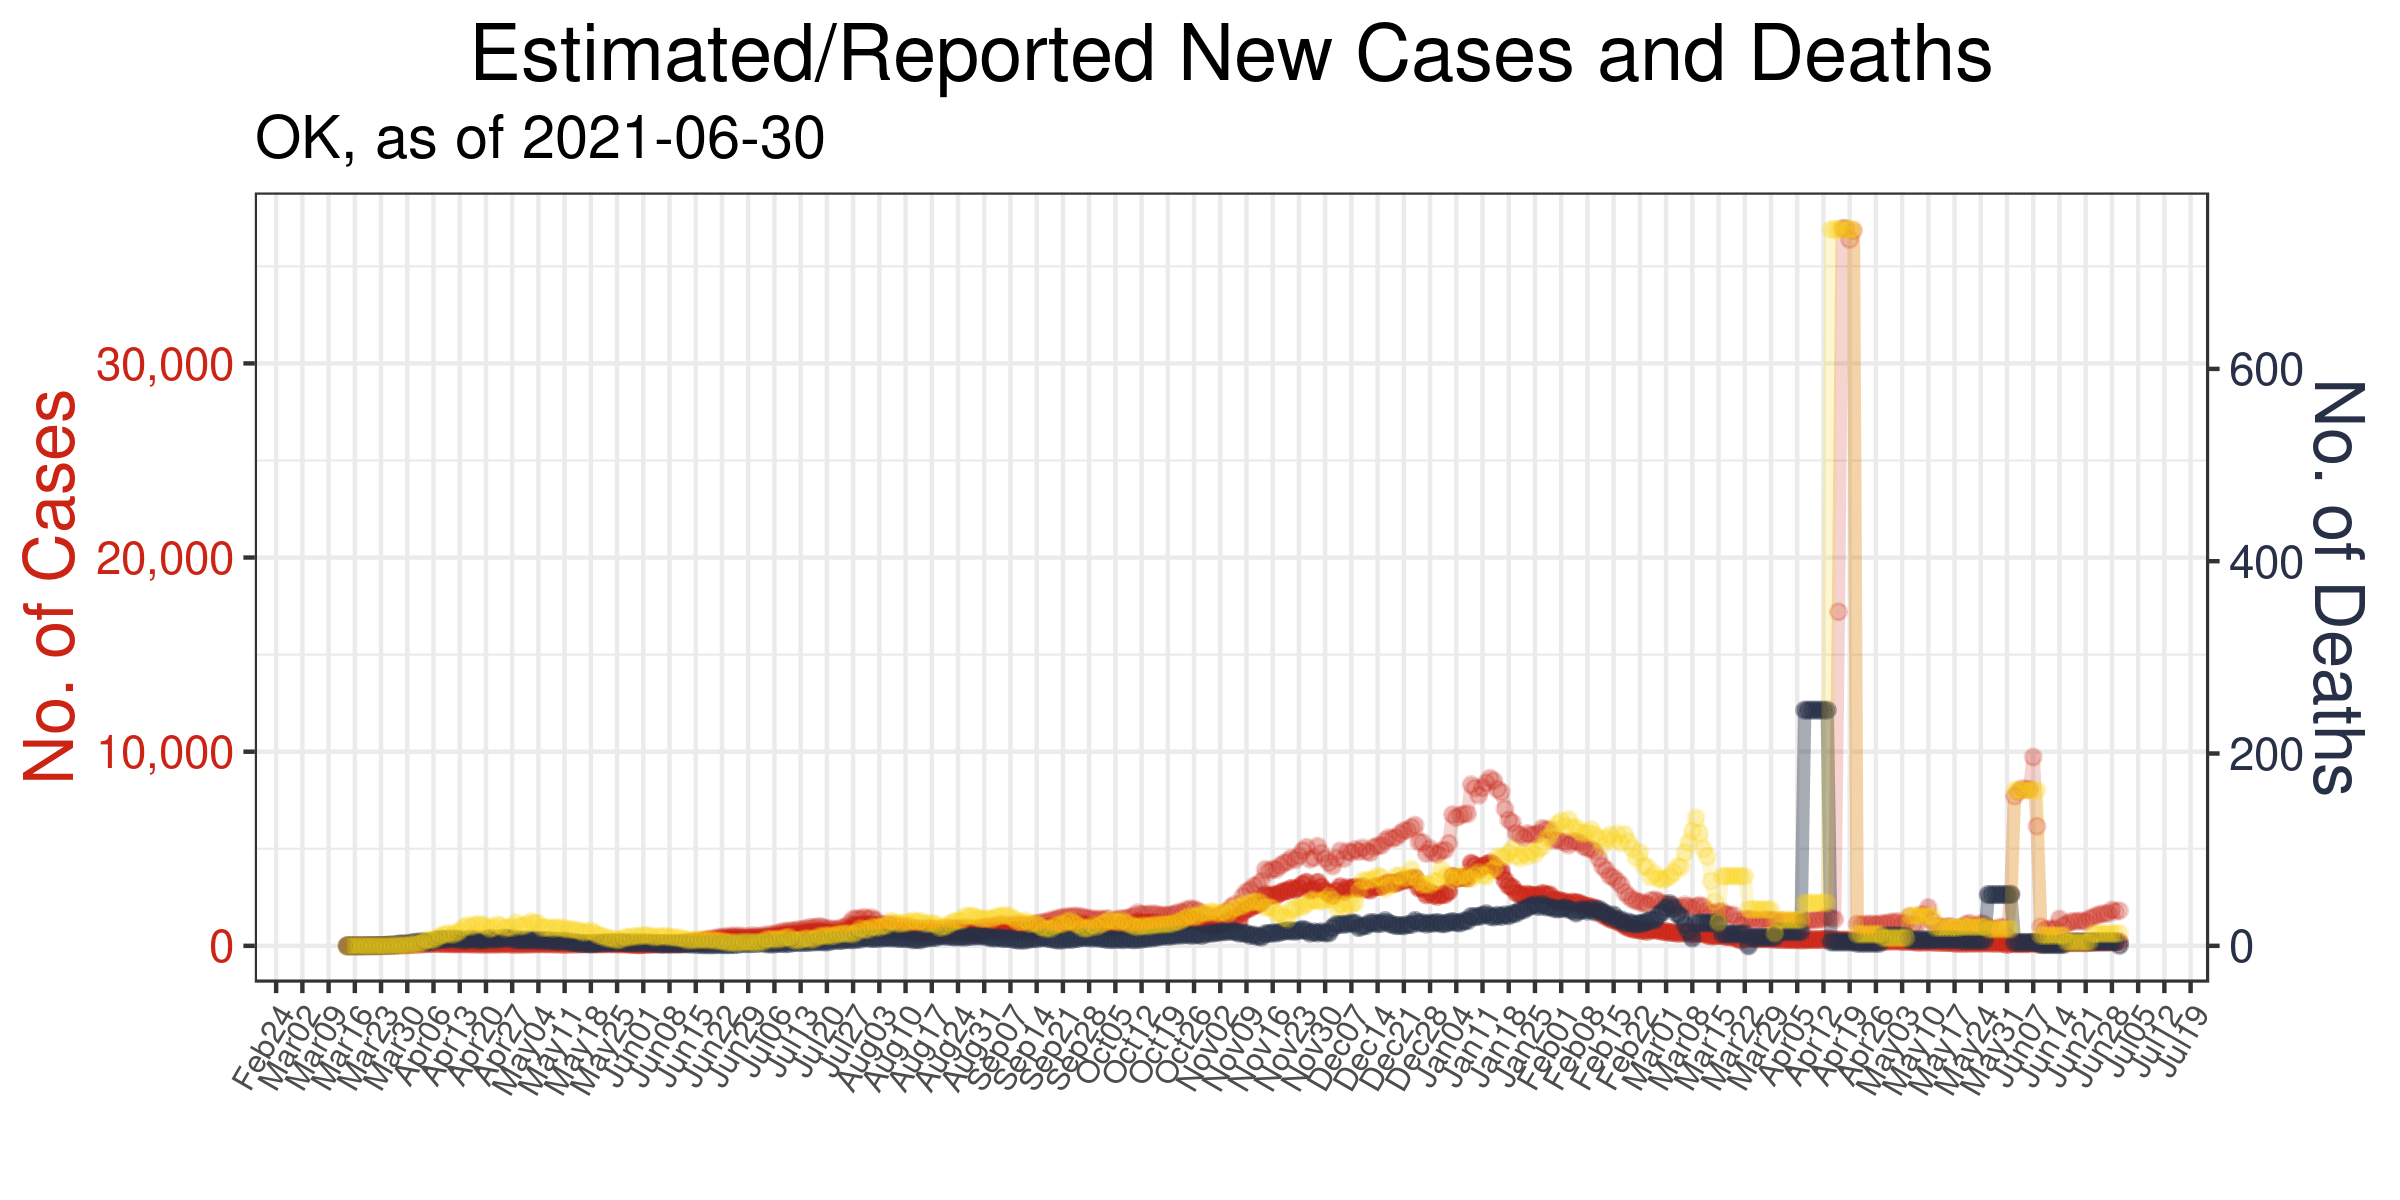 Estimated/Reported New Cases and Deaths
OK, as of 2021-06-30
No. of Cases
30,000
20,000
10,000
0
600
400
200
0
No. of Deaths
Feb24
Mar02
Mar09
Mar16
Mar23
Mar30
Apr06
Apr13
Apr20
Apr27
May04
May11
May18
May25
Jun01
Jun08
Jun15
Jun22
Jun29
Jul06
Jul13
Jul20
Jul27
Aug03
Aug10
Aug17
Aug24
Aug31
Sep07
Sep14
Sep21
Sep28
Oct05
Oct12
Oct19
Oct26
Nov02
Nov09
Nov16
Nov23
Nov30
Dec07
Dec14
Dec21
Dec28
Jan04
Jan11
Jan18
Jan25
Feb01
Feb08
Feb15
Feb22
Mar01
Mar08
Mar15
Mar22
Mar29
Apr05
Apr12
Apr19
Apr26
May03
May10
May17
May24
May31
Jun07
Jun14
Jun21
Jun28
Jul05
Jul12
Jul19